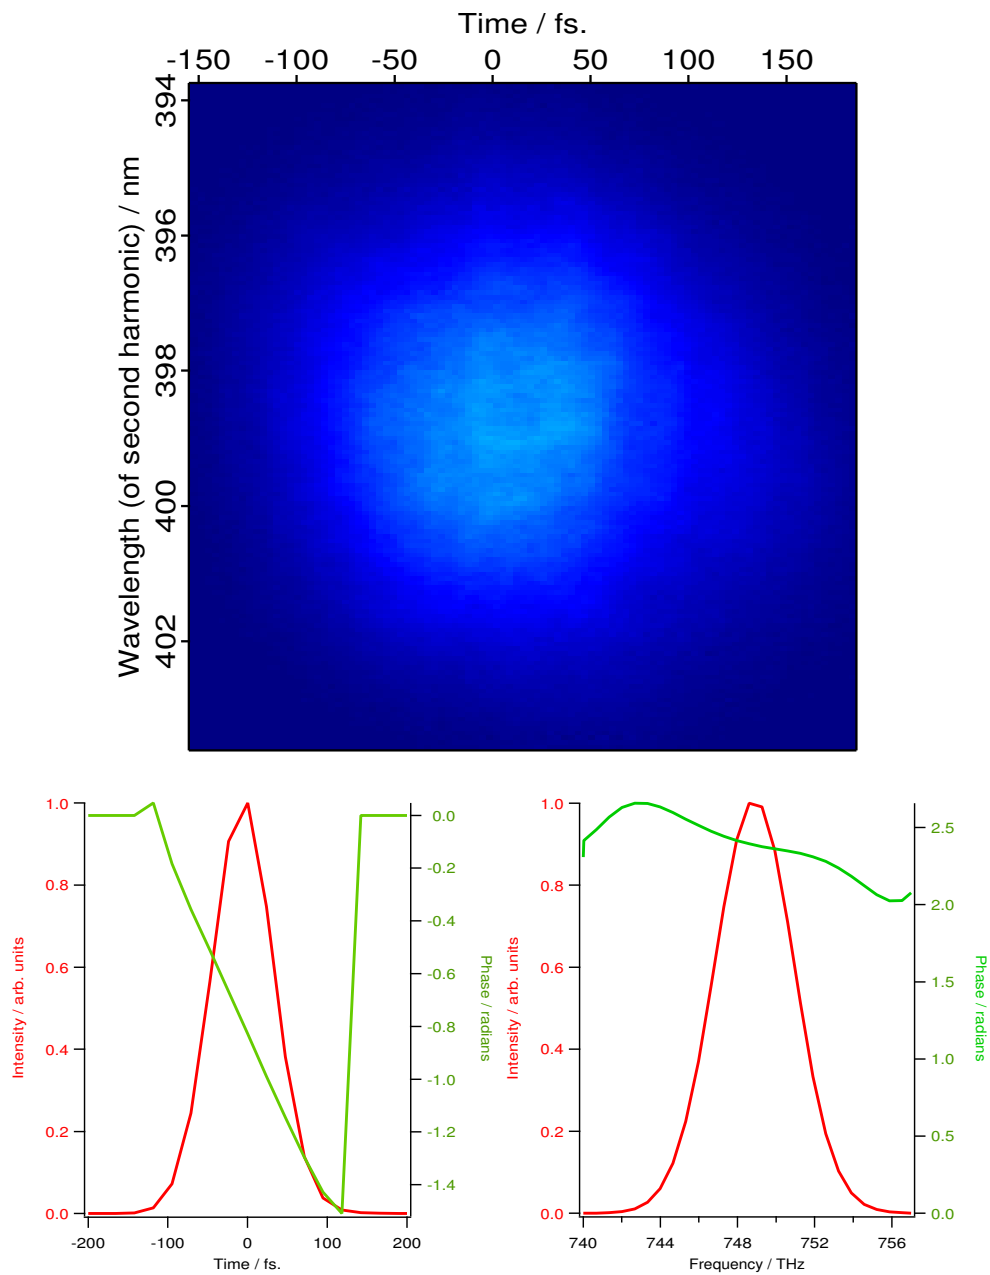 Time / fs.
-150 -100 -50 0 50 100 150
Wavelength (of second harmonic) / nm
394
396
398
400
402
Intensity / arb. units
1.0
0.8
0.6
0.4
0.2
0.0
-200 -100 0 100 200
Time / fs.
0.0
-0.2
-0.4
-0.6
-0.8
-1.0
-1.2
-1.4
Phase / radians
Intensity / arb. units
1.0
0.8
0.6
0.4
0.2
0.0
740 744 748 752 756
Frequency / THz
2.5
2.0
1.5
1.0
0.5
0.0
Phase / radians